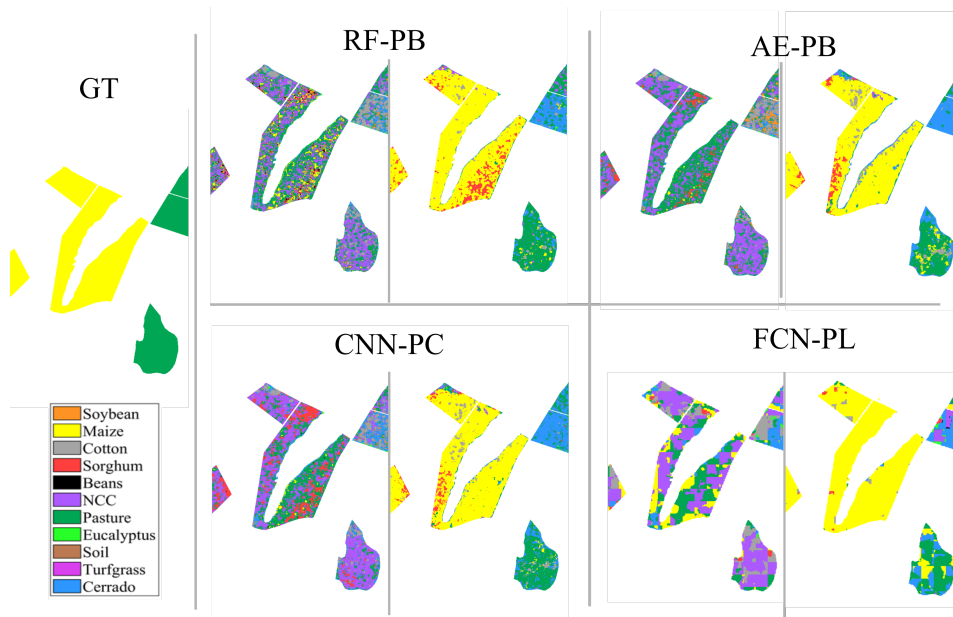 GT
RF-PB
AE-PB
CNN-PC
FCN-PL
Soybean
Maize
Cotton
Sorghum
Beans
NCC
Pasture
Eucalyptus
Soil
Turfgrass
Cerrado